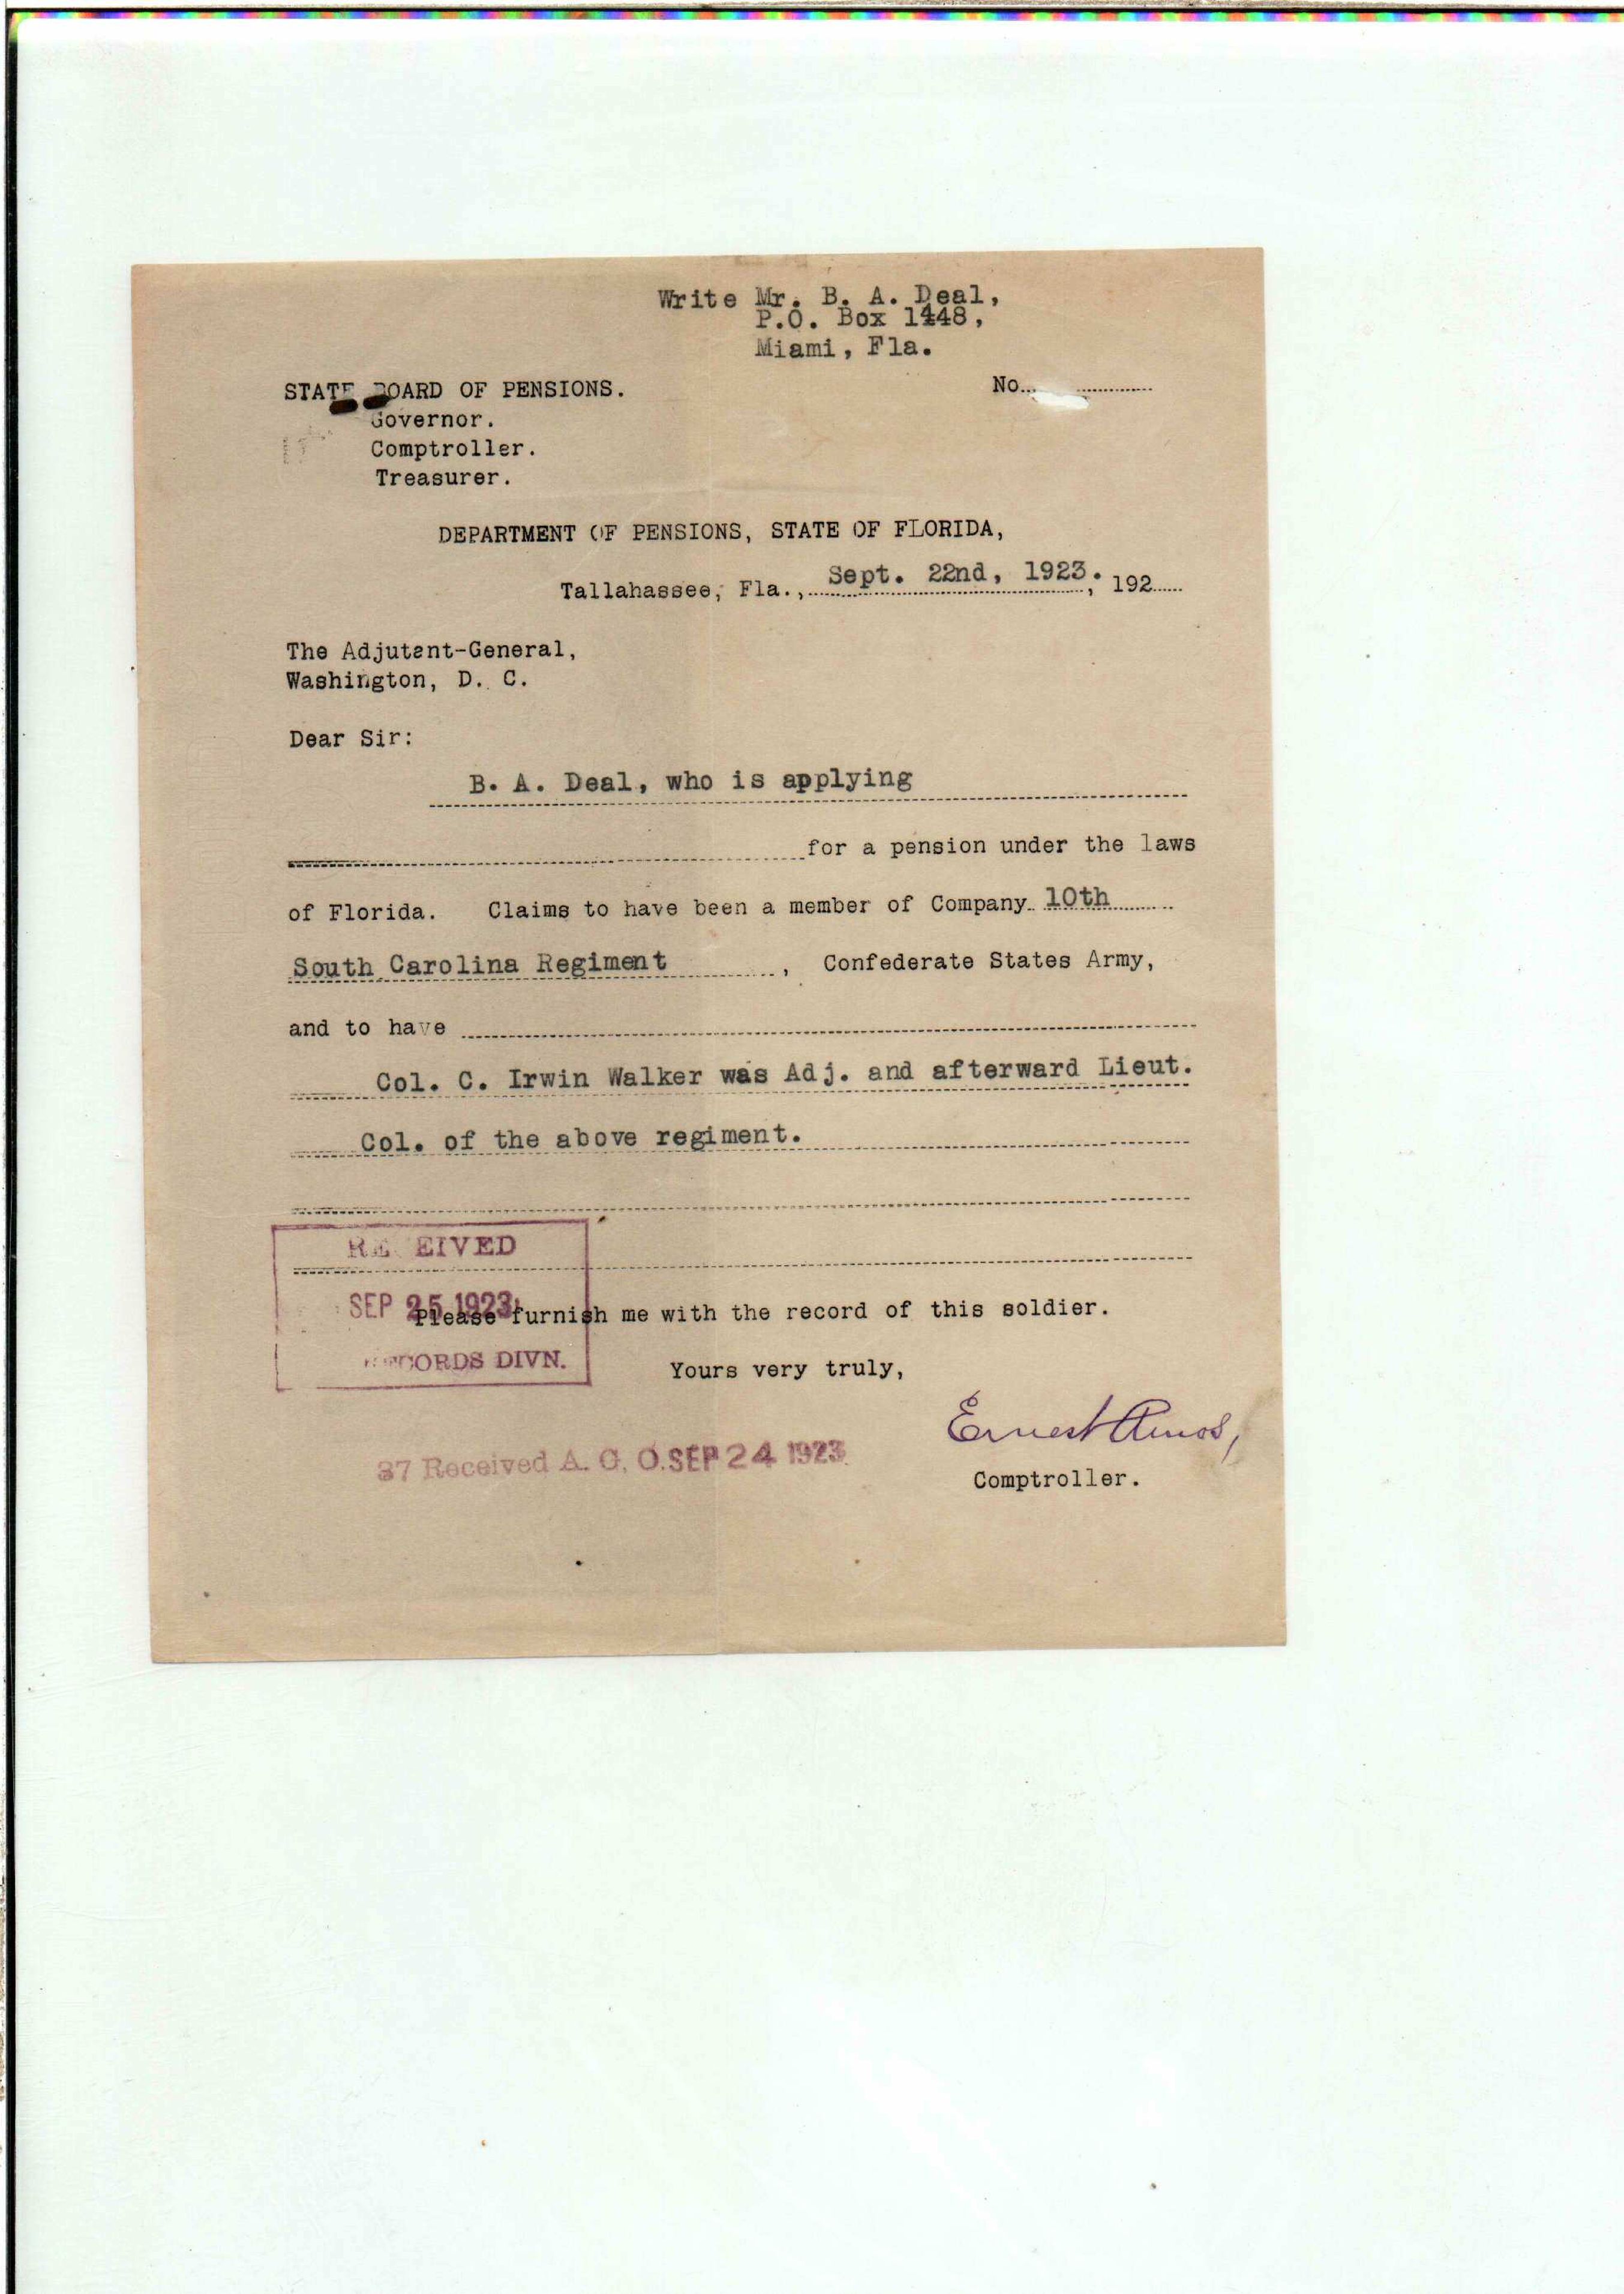 Write Mr. B. A. Deal,
P.O. Box 1448,
Miami, Fla.
STATE BOARD OF PENSIONS.
No.
Governor.
Comptroller.
Treasurer.
DEPARTMENT OF PENSIONS, STATE OF FLORIDA,
Tallahassee, Fla., Sept. 22nd, 1923. , 192
The Adjutant-General,
Washington, D. C.
Dear Sir:
B. A. Deal, who is applying
for a pension under the laws
of Florida. Claims to have been a member of Company 10th
South Carolina Regiment , Confederate States Army,
and to have
Col. C. Irwin Walker was Adj. and afterward Lieut.
Col. of the above regiment.
RECEIVED
SEP 25 1923
Please furnish me with the record of this soldier.
RECORDS DIVN.
Yours very truly,
Ernest Amos,
37 Received A. G. O. SEP 24 1923
Comptroller.